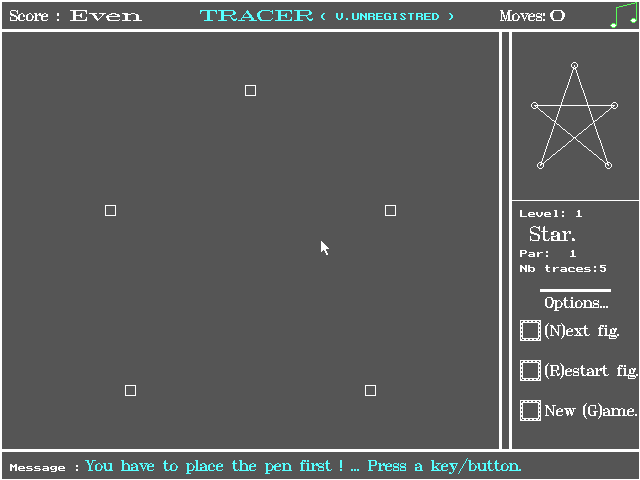 Score : Even TRACER ( V.UNREGISTRED ) Moves: 0
Level: 1
Star.
Par: 1
Nb traces:5
Options...
(N)ext fig.
(R)estart fig.
New (G)ame.
Message : You have to place the pen first ! ... Press a key/button.